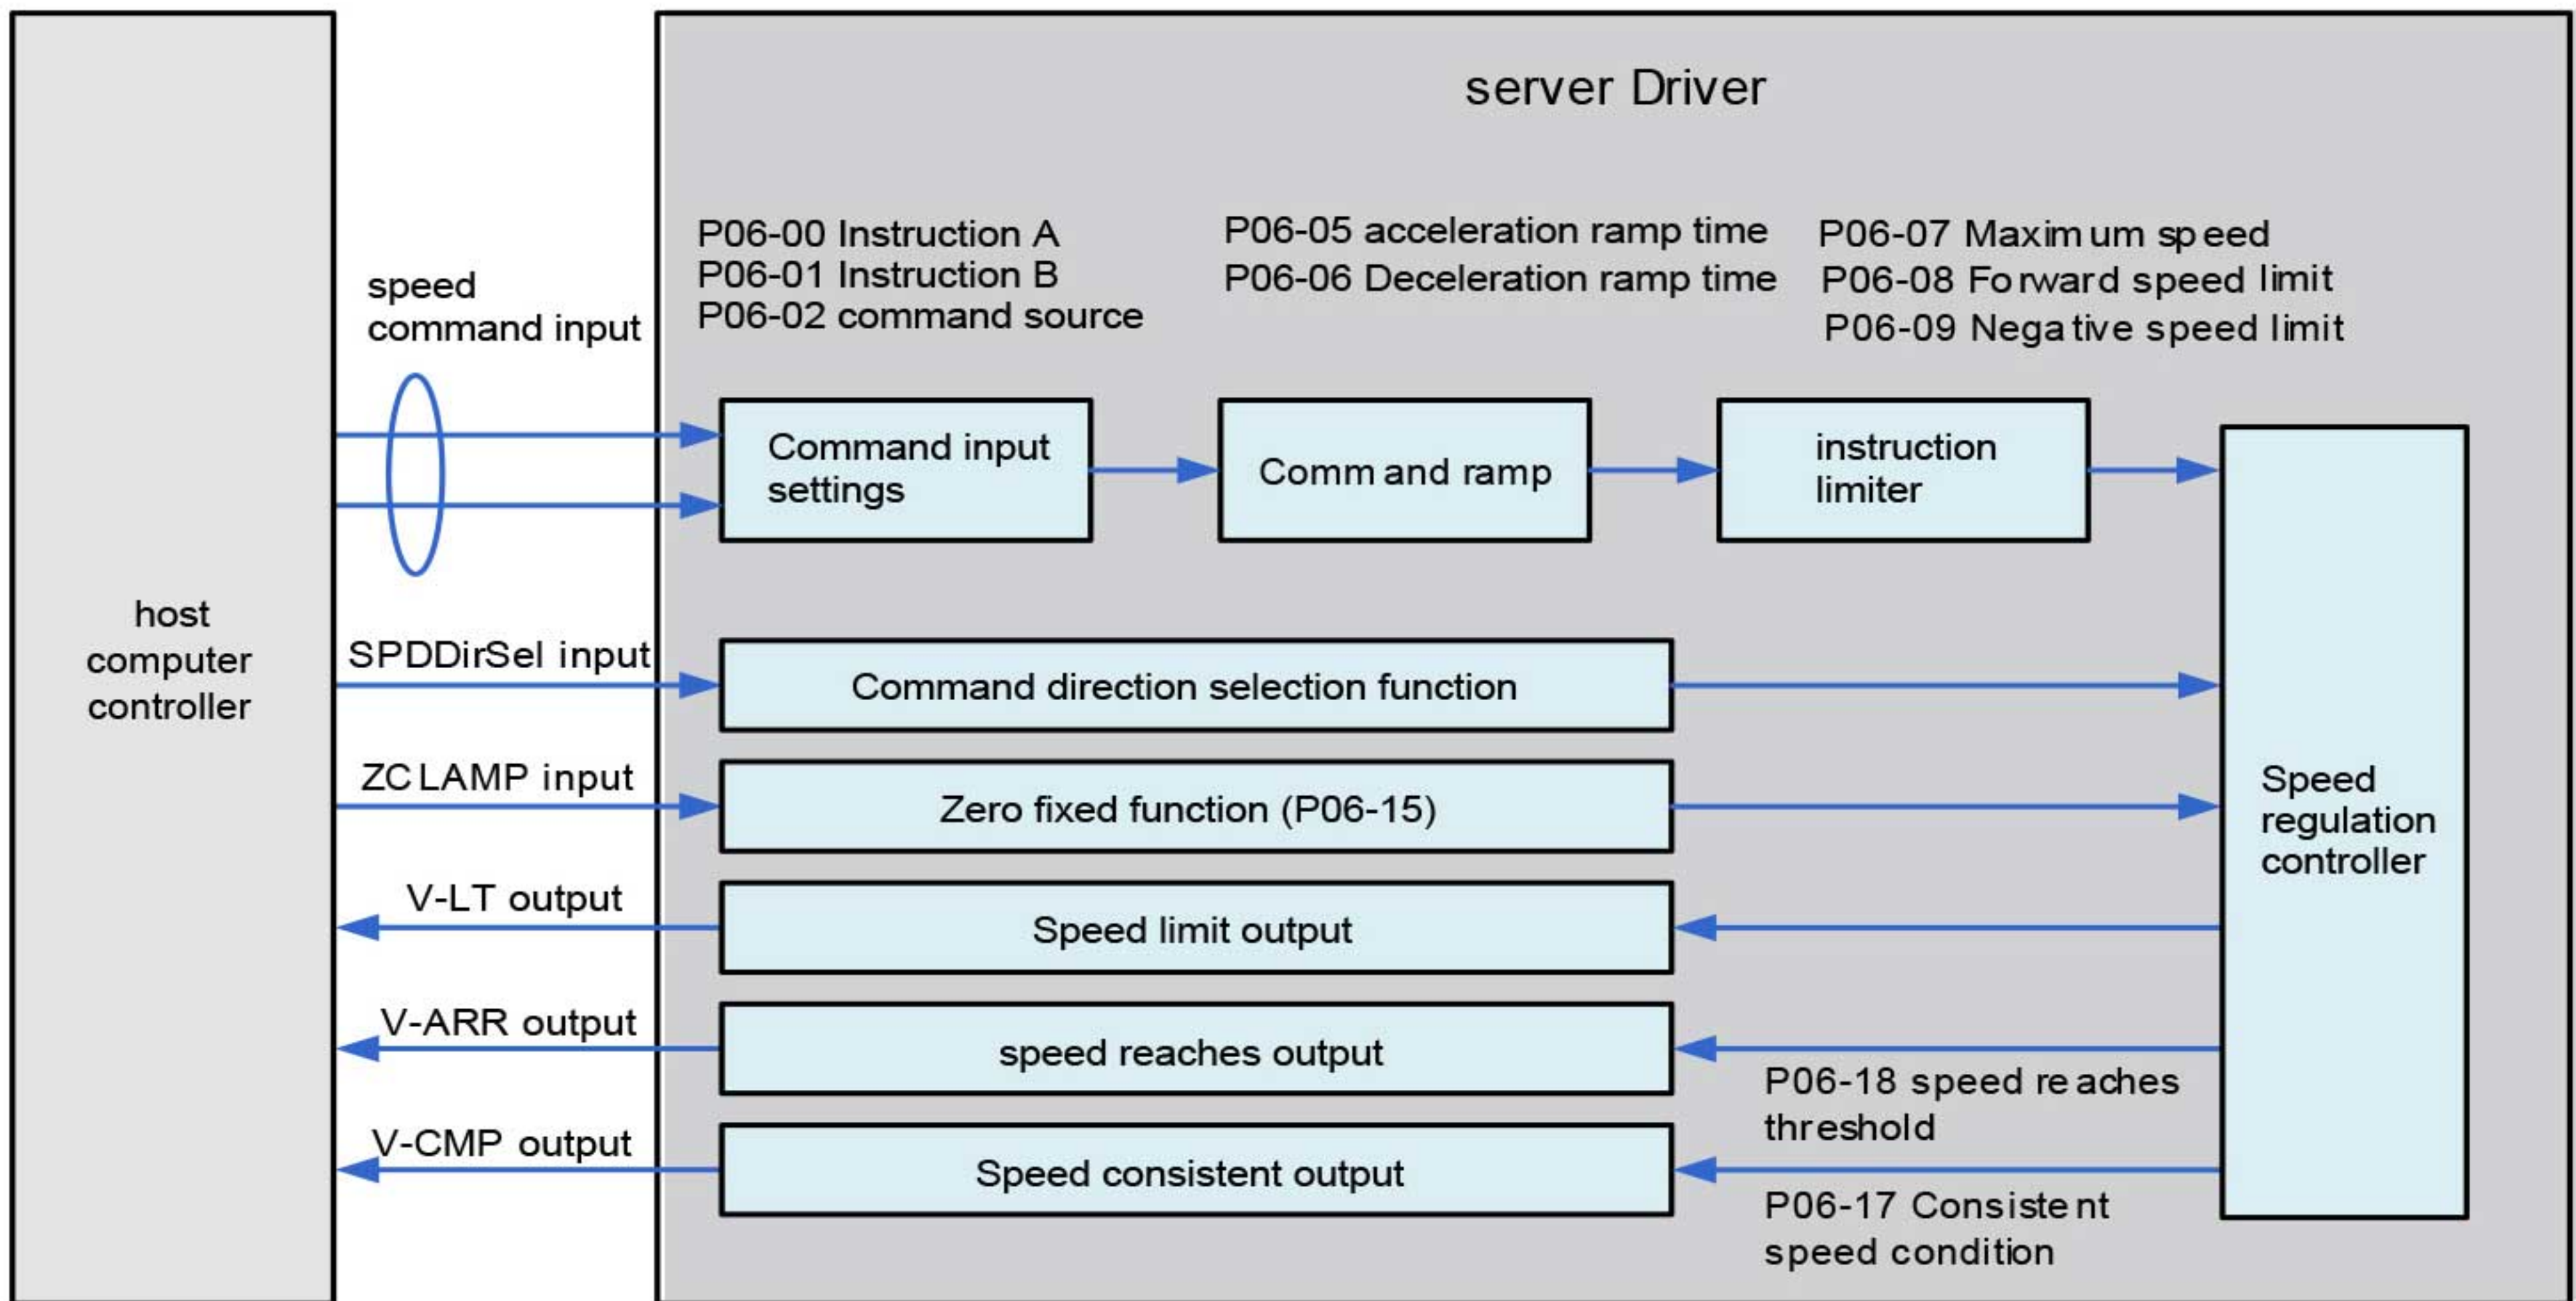 server Driver
P06-00 Instruction A
P06-01 Instruction B
P06-02 command source
P06-05 acceleration ramp time
P06-06 Deceleration ramp time
P06-07 Maximum speed
P06-08 Forward speed limit
P06-09 Negative speed limit
speed
command input
Command input
settings
Command ramp
instruction
limiter
host
computer
controller
SPDDirSel input
Command direction selection function
ZCLAMP input
Zero fixed function (P06-15)
Speed
regulation
controller
V-LT output
Speed limit output
V-ARR output
speed reaches output
P06-18 speed reaches
threshold
V-CMP output
Speed consistent output
P06-17 Consistent
speed condition